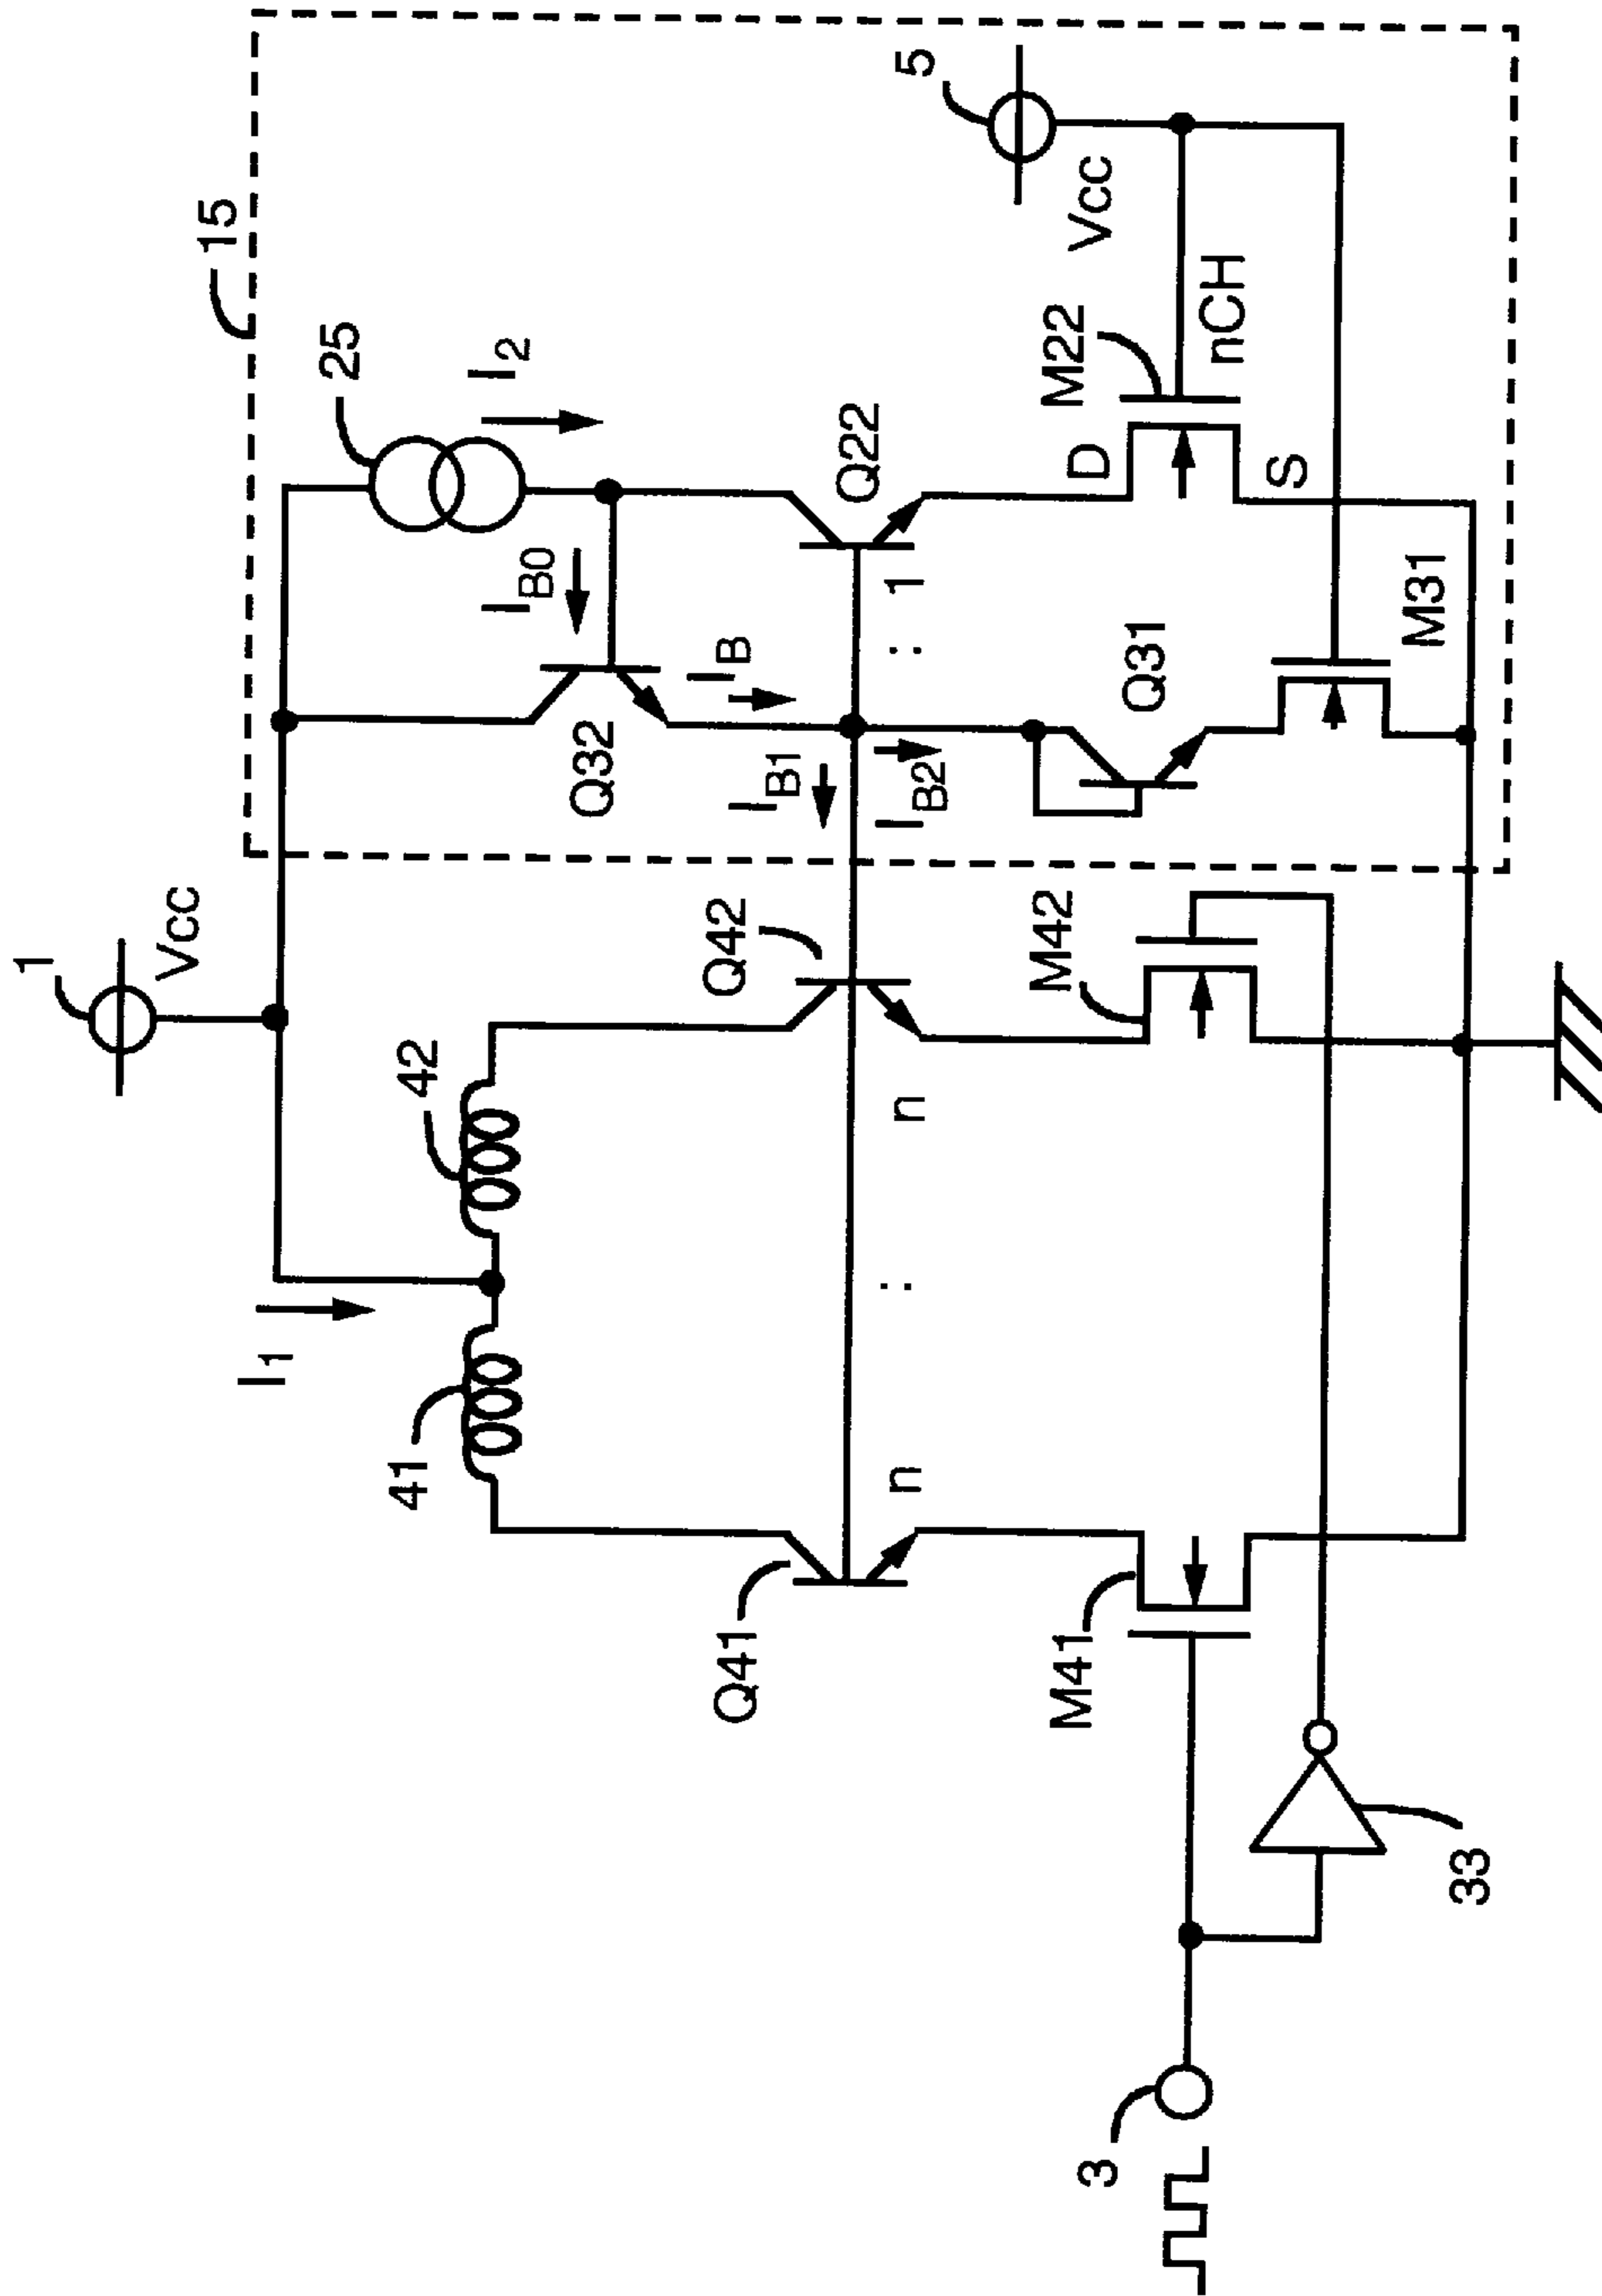 1
Vcc
15
25
I1
I2
41
42
IB0
Q32
IB
Q22
IB1
IB2
Q41
Q42
n : n : 1
5
Vcc
M22
D
nCH
S
Q31
M31
M41
M42
3
33